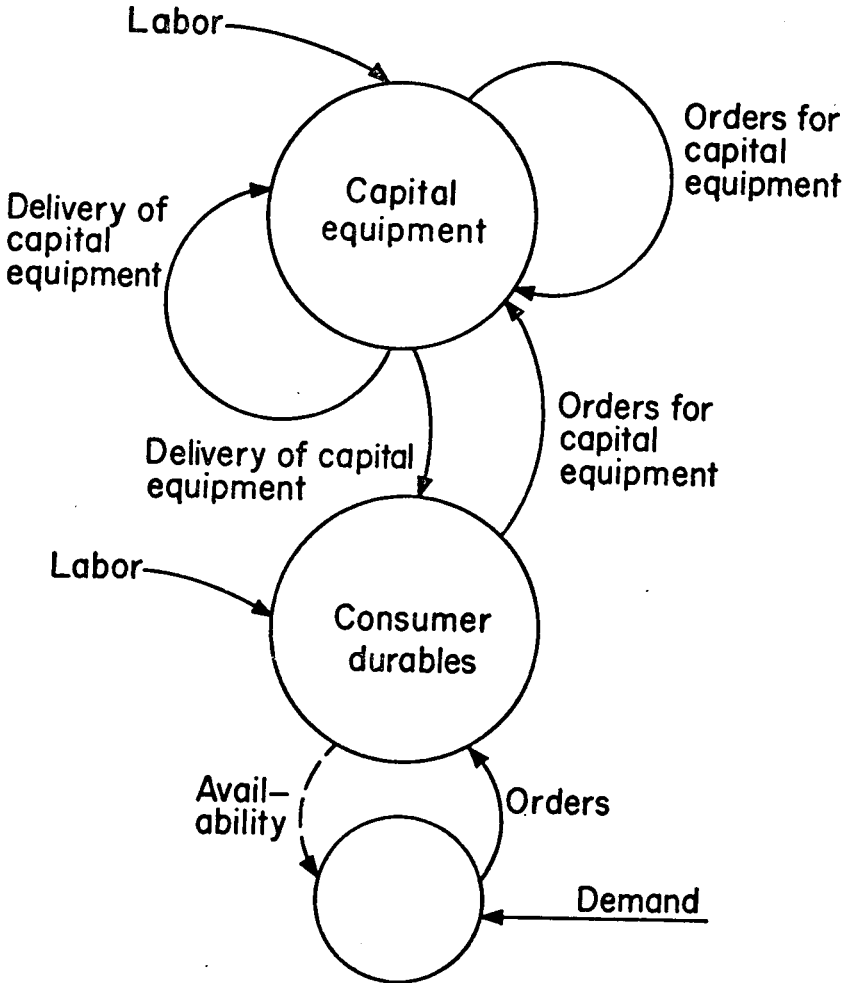 Labor
Orders for
capital
equipment
Capital
equipment
Delivery of
capital
equipment
Orders for
capital
equipment
Delivery of capital
equipment
Labor
Consumer
durables
Avail-
ability
Orders
Demand